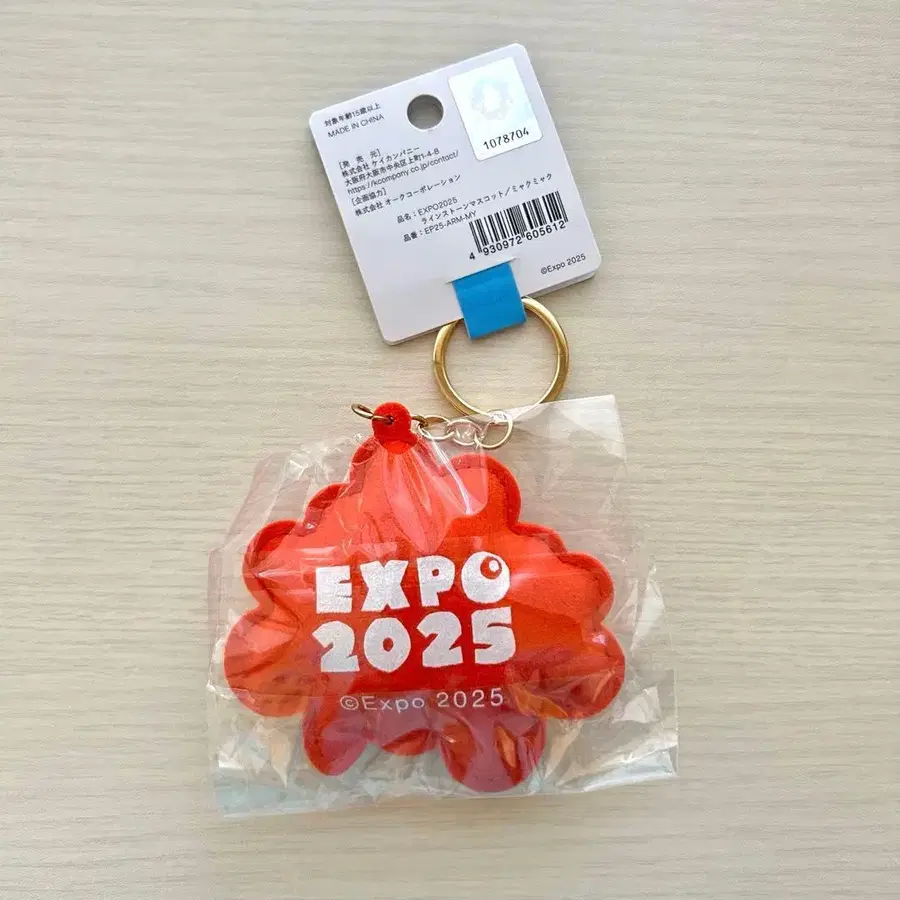 対象年齢15歳以上
MADE IN CHINA
1078704
[発 売 元]
株式会社 ケイカンパニー
大阪府大阪市中央区上町1-4-8
https://kcompany.co.jp/contact/
[企画協力]
株式会社 オークコーポレーション
品名:EXPO2025
ラインストーンマスコット/ミャクミャク
品番:EP25-ARM-MY
4 930972 605612
©Expo 2025
EXPO
2025
©Expo 2025